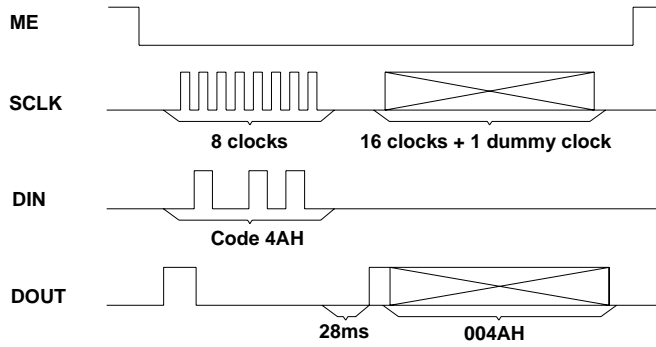 ME
SCLK
8 clocks
16 clocks + 1 dummy clock
DIN
Code 4AH
DOUT
28ms
004AH